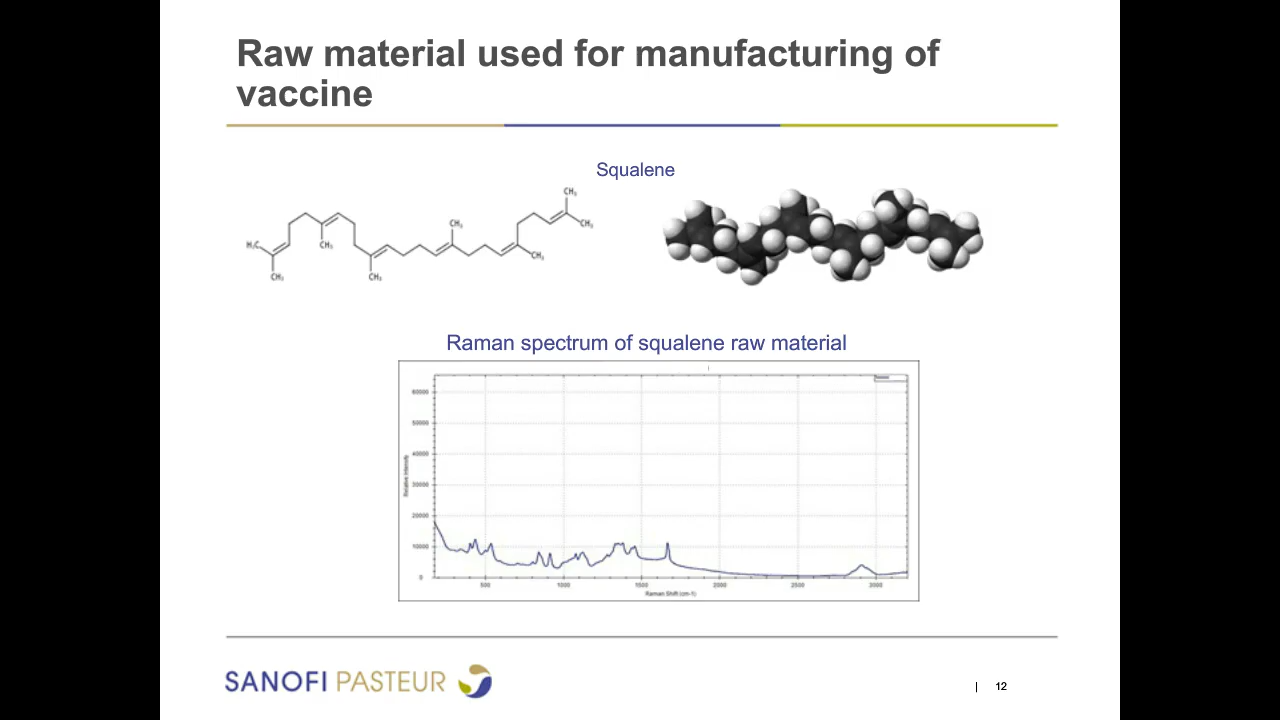 Raw material used for manufacturing of
vaccine
Squalene
CH₃
CH₃
CH₃
H₃C
CH₃
CH₃
CH₃
CH₃
Raman spectrum of squalene raw material
60000
50000
40000
30000
20000
10000
0
Relative Intensity
500
1000
1500
2000
2500
3000
Raman Shift (cm-1)
SANOFI PASTEUR
| 12